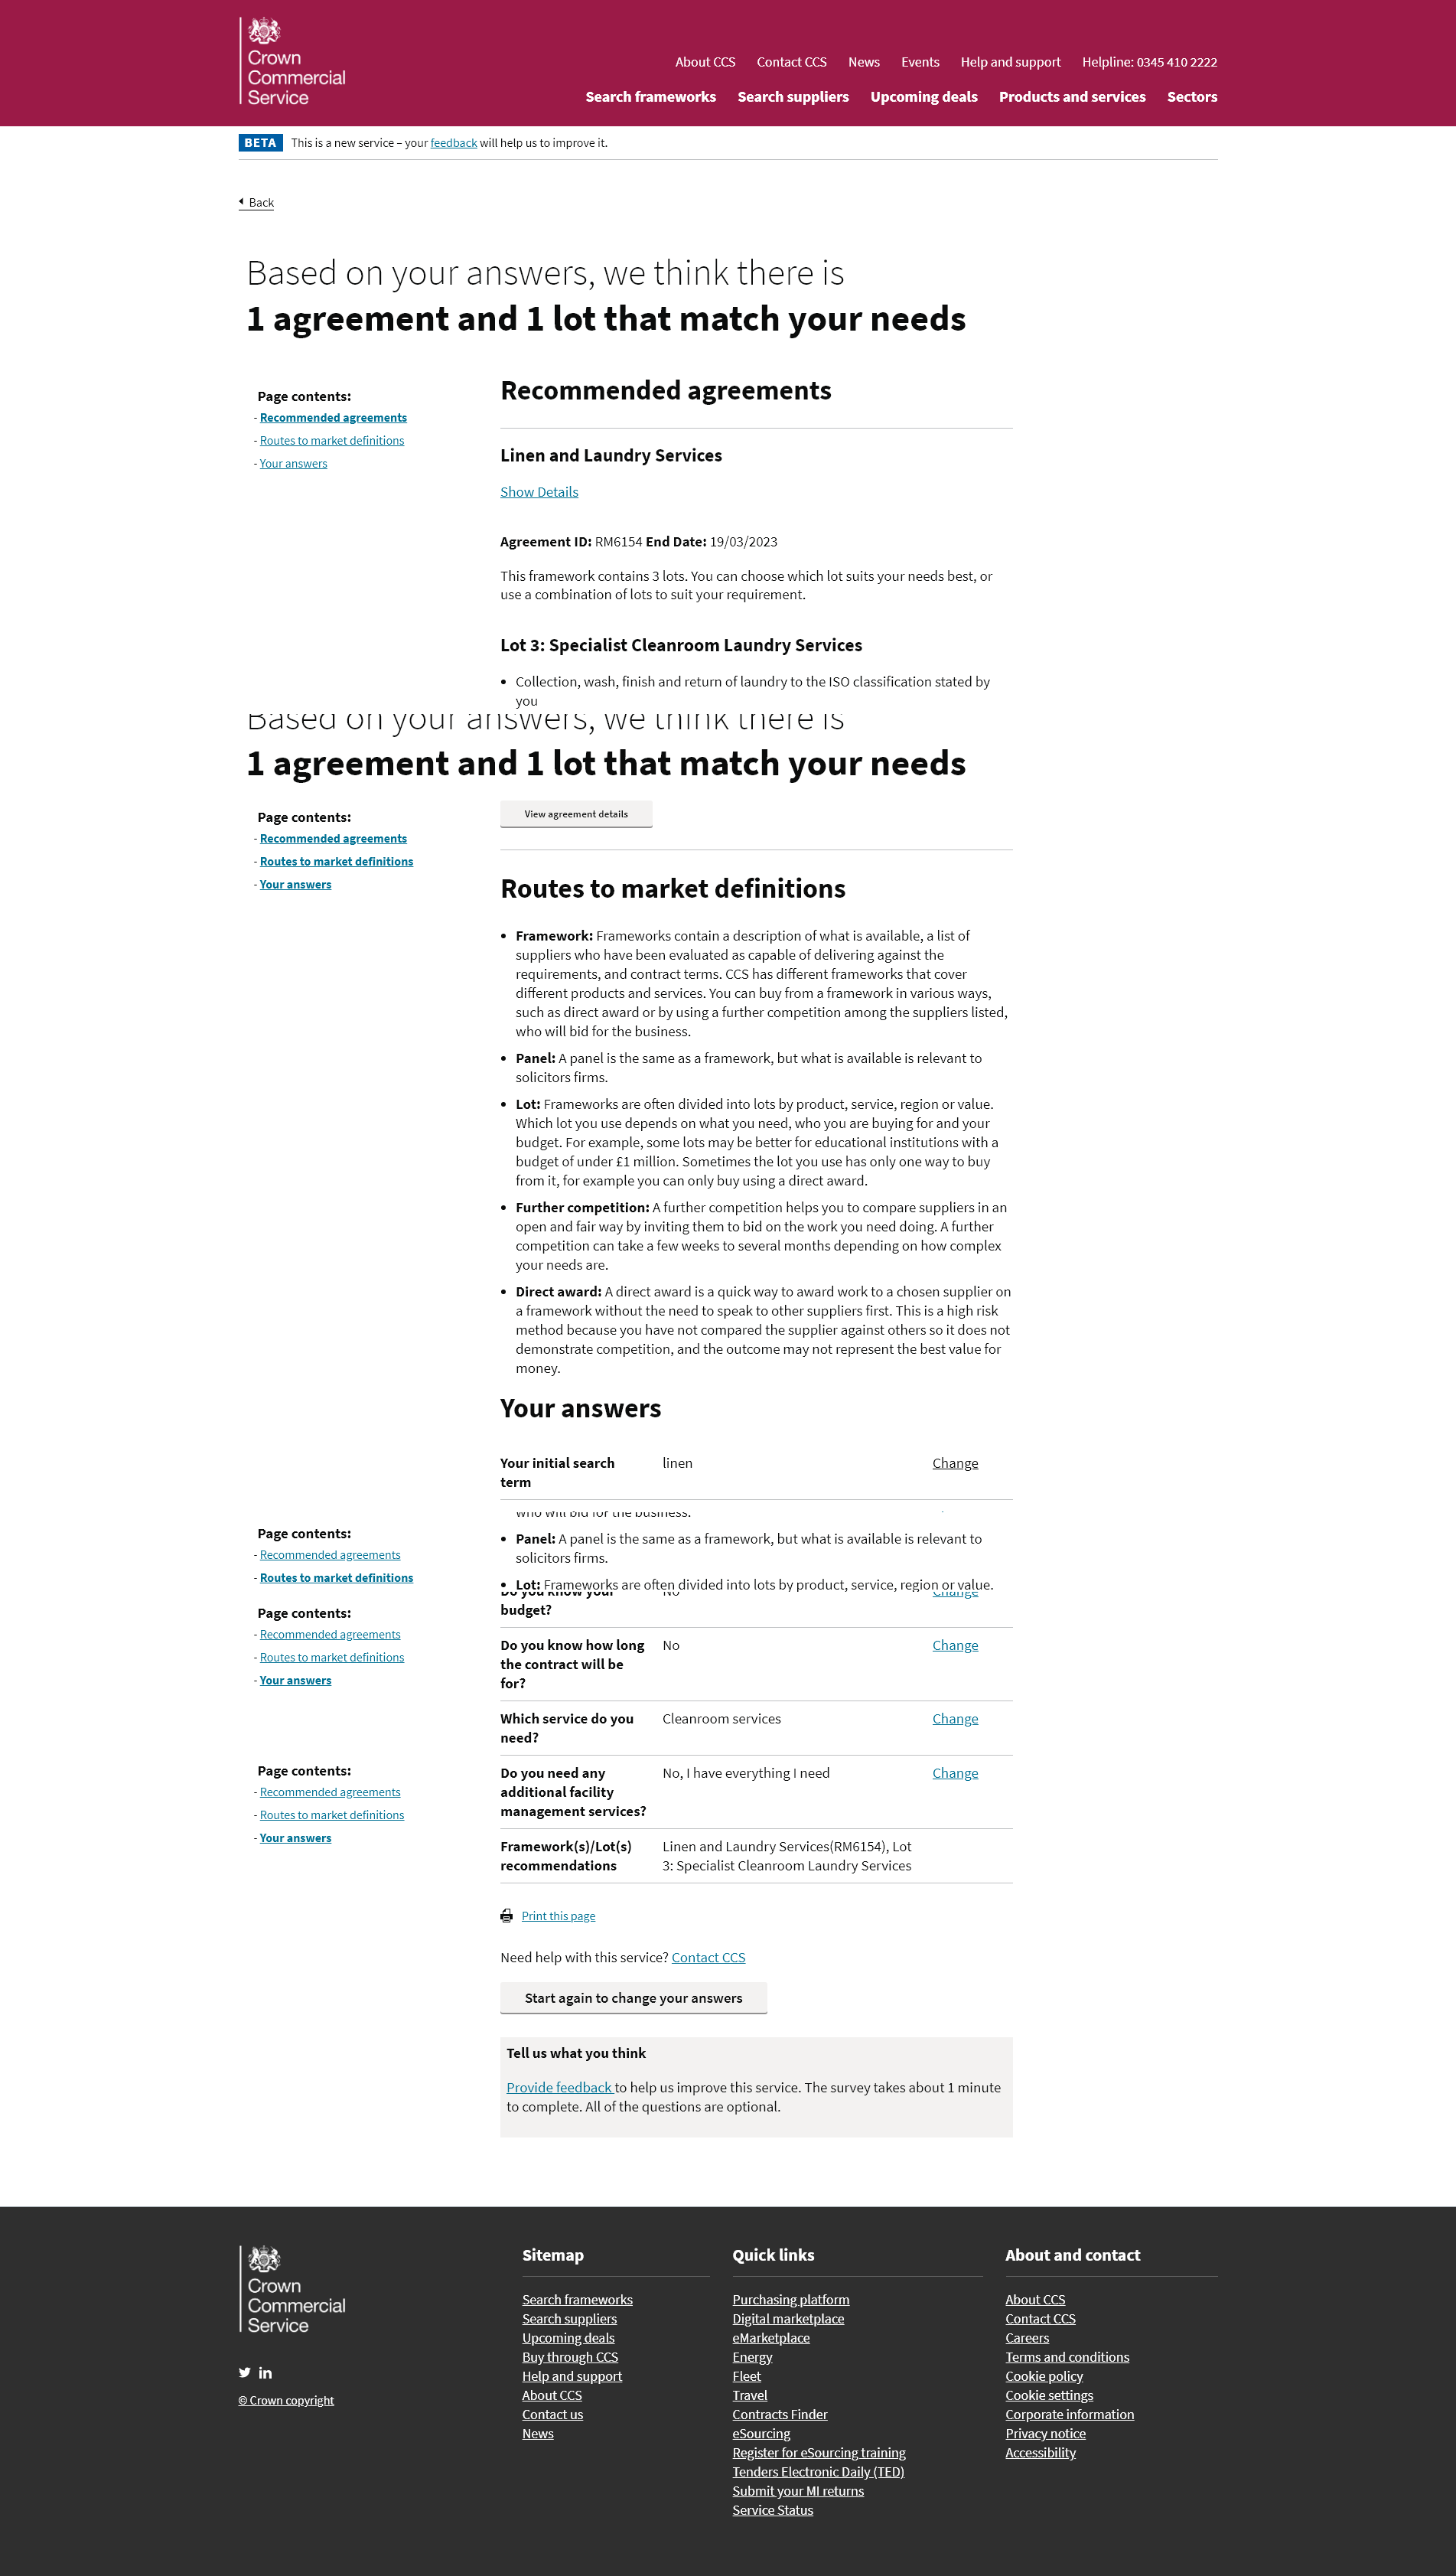 Crown
Commercial
Service
About CCS Contact CCS News Events Help and support Helpline: 0345 410 2222
Search frameworks Search suppliers Upcoming deals Products and services Sectors
BETA This is a new service – your feedback will help us to improve it.
Back
Based on your answers, we think there is
1 agreement and 1 lot that match your needs
Page contents:
- Recommended agreements
- Routes to market definitions
- Your answers
Recommended agreements
Linen and Laundry Services
Show Details
Agreement ID: RM6154 End Date: 19/03/2023
This framework contains 3 lots. You can choose which lot suits your needs best, or
use a combination of lots to suit your requirement.
Lot 3: Specialist Cleanroom Laundry Services
• Collection, wash, finish and return of laundry to the ISO classification stated by
you
Based on your answers, we think there is
1 agreement and 1 lot that match your needs
View agreement details
Page contents:
- Recommended agreements
- Routes to market definitions
- Your answers
Routes to market definitions
• Framework: Frameworks contain a description of what is available, a list of
suppliers who have been evaluated as capable of delivering against the
requirements, and contract terms. CCS has different frameworks that cover
different products and services. You can buy from a framework in various ways,
such as direct award or by using a further competition among the suppliers listed,
who will bid for the business.
• Panel: A panel is the same as a framework, but what is available is relevant to
solicitors firms.
• Lot: Frameworks are often divided into lots by product, service, region or value.
Which lot you use depends on what you need, who you are buying for and your
budget. For example, some lots may be better for educational institutions with a
budget of under £1 million. Sometimes the lot you use has only one way to buy
from it, for example you can only buy using a direct award.
• Further competition: A further competition helps you to compare suppliers in an
open and fair way by inviting them to bid on the work you need doing. A further
competition can take a few weeks to several months depending on how complex
your needs are.
• Direct award: A direct award is a quick way to award work to a chosen supplier on
a framework without the need to speak to other suppliers first. This is a high risk
method because you have not compared the supplier against others so it does not
demonstrate competition, and the outcome may not represent the best value for
money.
Your answers
Your initial search linen Change
term
who will bid for the business.
Page contents:
- Recommended agreements
- Routes to market definitions
• Panel: A panel is the same as a framework, but what is available is relevant to
solicitors firms.
• Lot: Frameworks are often divided into lots by product, service, region or value.
Do you know your No Change
budget?
Page contents:
- Recommended agreements
- Routes to market definitions
- Your answers
Do you know how long No Change
the contract will be
for?
Which service do you Cleanroom services Change
need?
Page contents:
- Recommended agreements
- Routes to market definitions
- Your answers
Do you need any No, I have everything I need Change
additional facility
management services?
Framework(s)/Lot(s) Linen and Laundry Services(RM6154), Lot
recommendations 3: Specialist Cleanroom Laundry Services
Print this page
Need help with this service? Contact CCS
Start again to change your answers
Tell us what you think
Provide feedback to help us improve this service. The survey takes about 1 minute
to complete. All of the questions are optional.
Crown
Commercial
Service
© Crown copyright
Sitemap
Search frameworks
Search suppliers
Upcoming deals
Buy through CCS
Help and support
About CCS
Contact us
News
Quick links
Purchasing platform
Digital marketplace
eMarketplace
Energy
Fleet
Travel
Contracts Finder
eSourcing
Register for eSourcing training
Tenders Electronic Daily (TED)
Submit your MI returns
Service Status
About and contact
About CCS
Contact CCS
Careers
Terms and conditions
Cookie policy
Cookie settings
Corporate information
Privacy notice
Accessibility